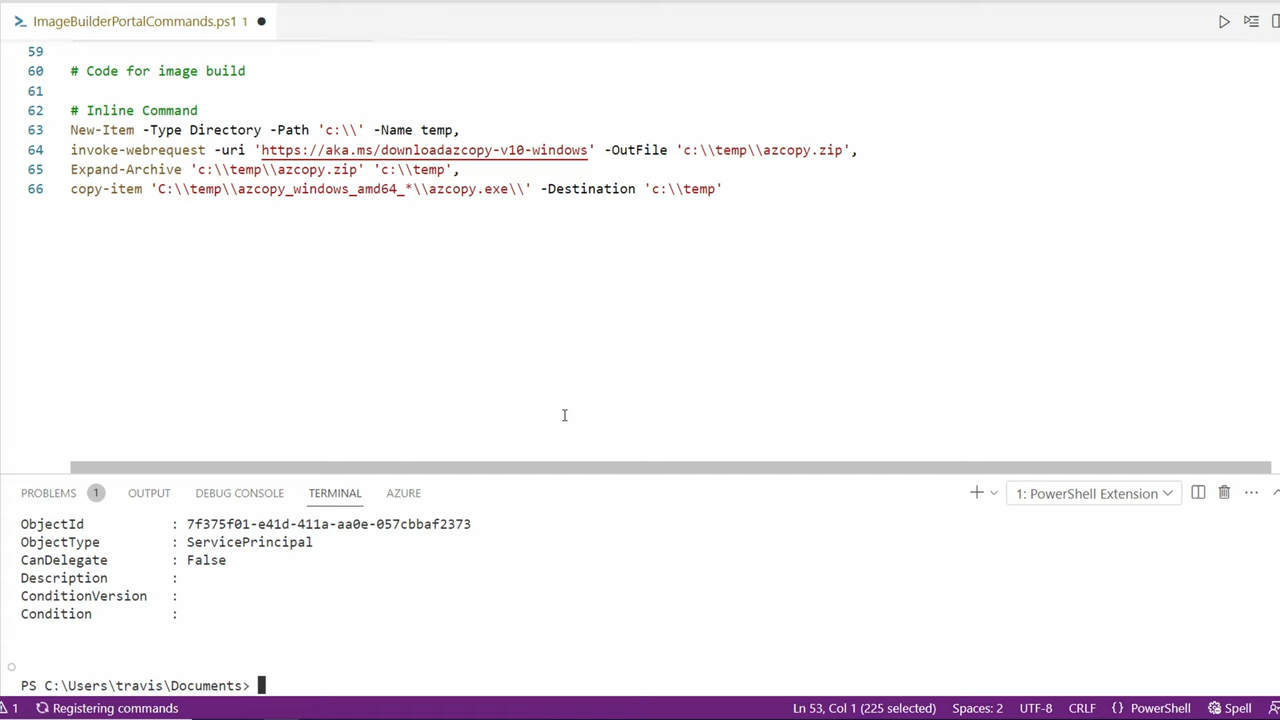 ImageBuilderPortalCommands.ps1 1
59
60 # Code for image build
61
62 # Inline Command
63 New-Item -Type Directory -Path 'c:\\' -Name temp,
64 invoke-webrequest -uri 'https://aka.ms/downloadazcopy-v10-windows' -OutFile 'c:\\temp\\azcopy.zip',
65 Expand-Archive 'c:\\temp\\azcopy.zip' 'c:\\temp',
66 copy-item 'C:\\temp\\azcopy_windows_amd64_*\\azcopy.exe\\' -Destination 'c:\\temp'
PROBLEMS 1 OUTPUT DEBUG CONSOLE TERMINAL AZURE 1: PowerShell Extension
ObjectId : 7f375f01-e41d-411a-aa0e-057cbbaf2373
ObjectType : ServicePrincipal
CanDelegate : False
Description :
ConditionVersion :
Condition :
PS C:\Users\travis\Documents>
1 Registering commands Ln 53, Col 1 (225 selected) Spaces: 2 UTF-8 CRLF {} PowerShell Spell